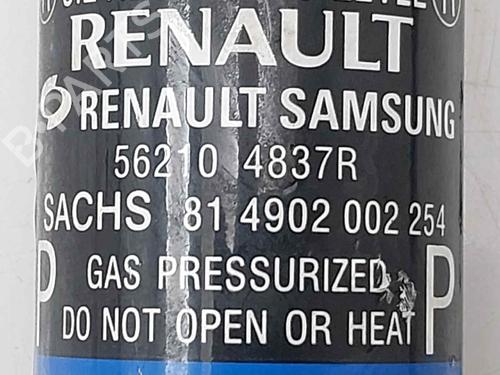 RENAULT
RENAULT SAMSUNG
56210 4837R
SACHS 81 4902 002 254
P GAS PRESSURIZED P
DO NOT OPEN OR HEAT